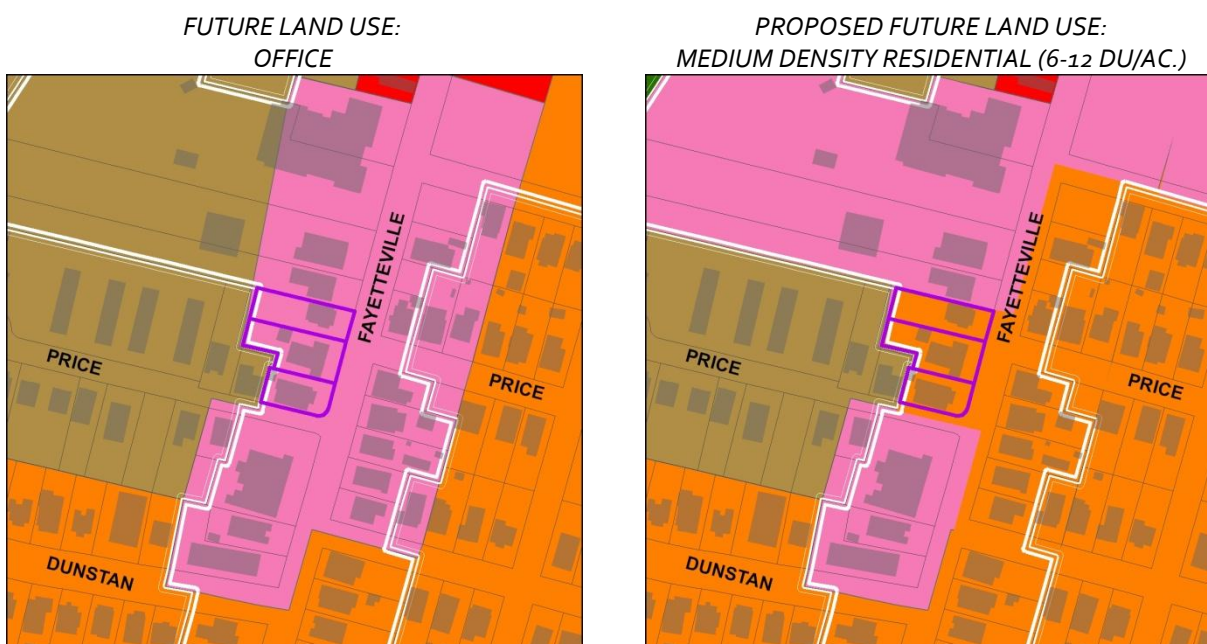 FUTURE LAND USE:
OFFICE
PROPOSED FUTURE LAND USE:
MEDIUM DENSITY RESIDENTIAL (6-12 DU/AC.)
FAYETTEVILLE
PRICE
PRICE
DUNSTAN
FAYETTEVILLE
PRICE
PRICE
DUNSTAN